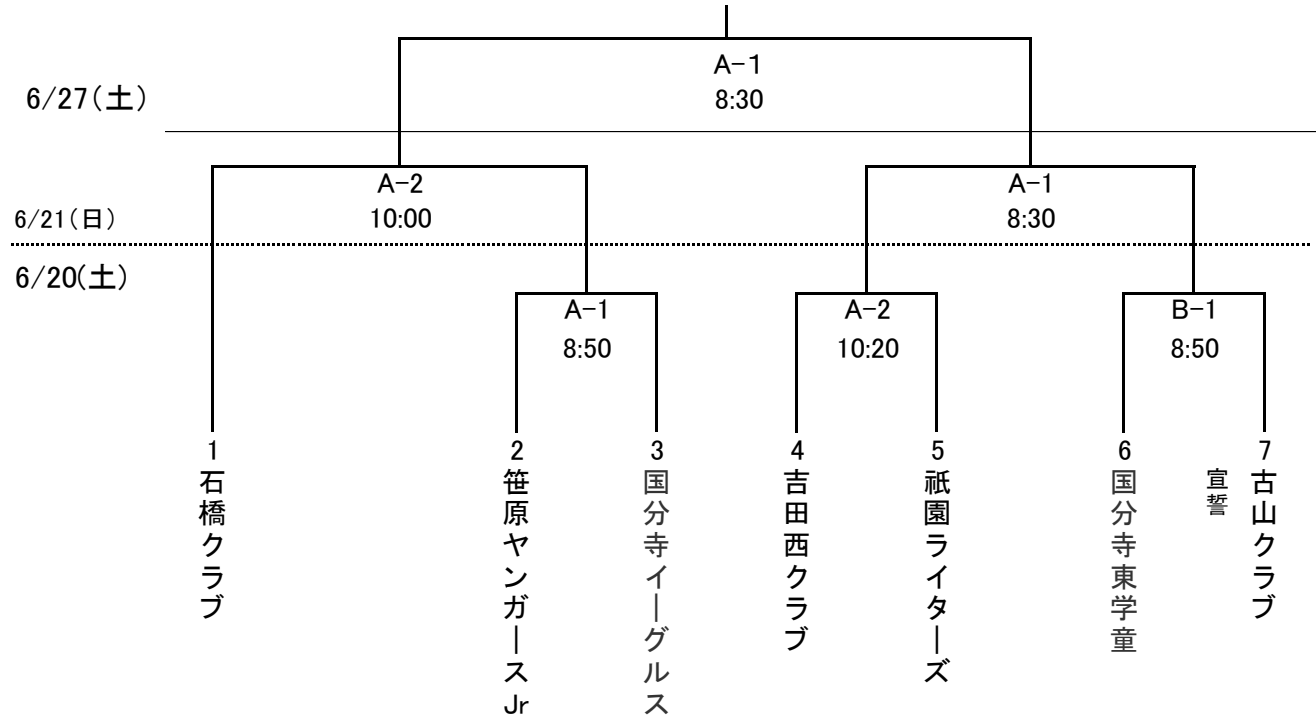 A-1
8:30
6/27(土)
A-2
10:00
A-1
8:30
6/21(日)
6/20(土)
A-1
8:50
A-2
10:20
B-1
8:50
1
石橋クラブ
2
笹原ヤンガースJr
3
国分寺イーグルス
4
吉田西クラブ
5
祇園ライターズ
6
国分寺東学童
宣誓
7
古山クラブ